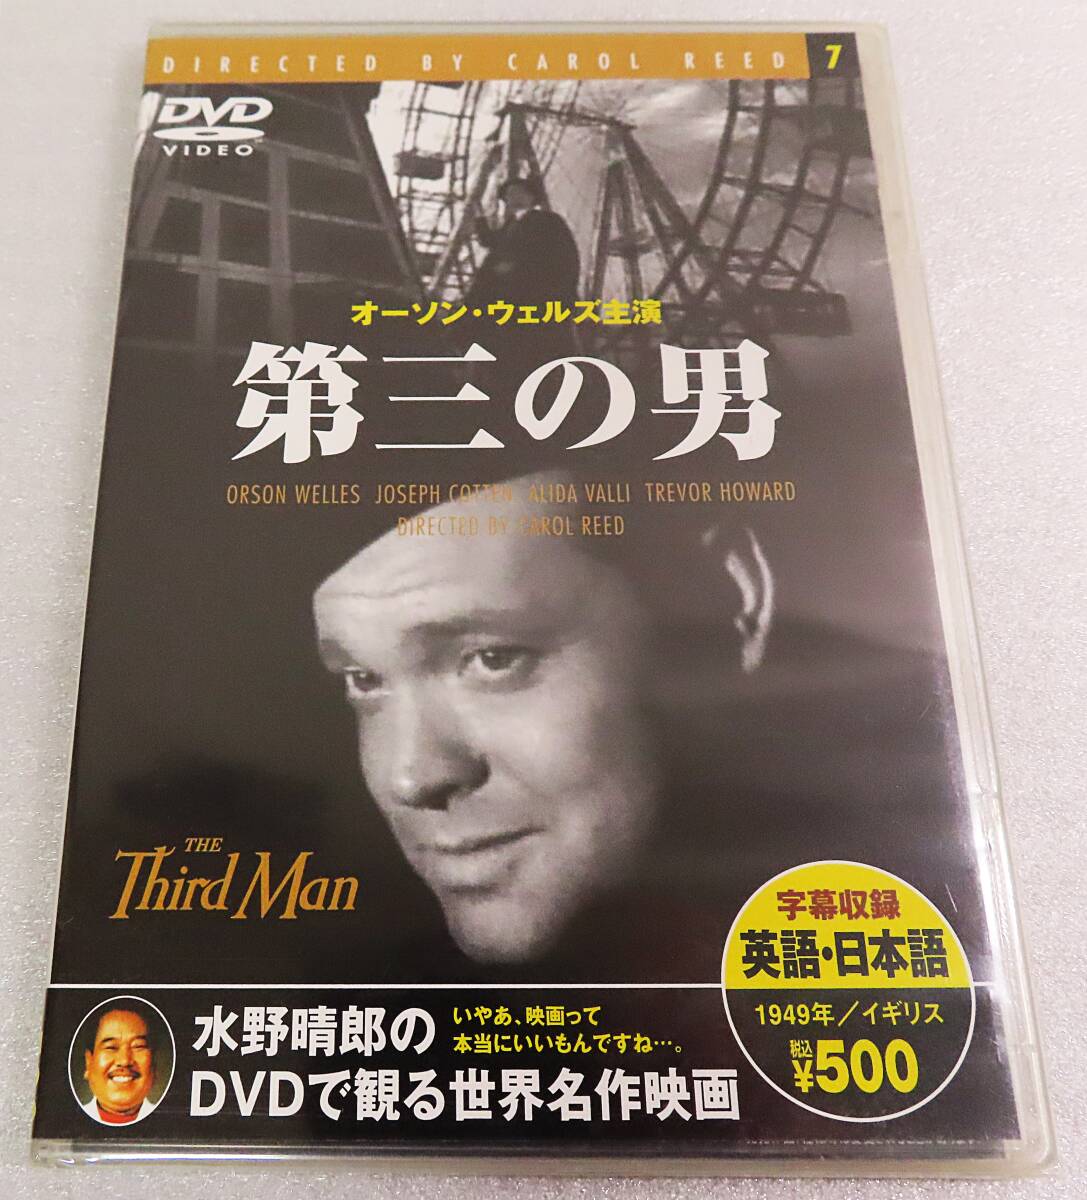 DIRECTED BY CAROL REED 7
DVD
VIDEO
オーソン・ウェルズ主演
第三の男
ORSON WELLES JOSEPH COTTEN ALIDA VALLI TREVOR HOWARD
DIRECTED BY CAROL REED
THE
Third Man
字幕収録
英語・日本語
1949年／イギリス
税込
¥500
水野晴郎の
いやあ、映画って
本当にいいもんですね…。
DVDで観る世界名作映画